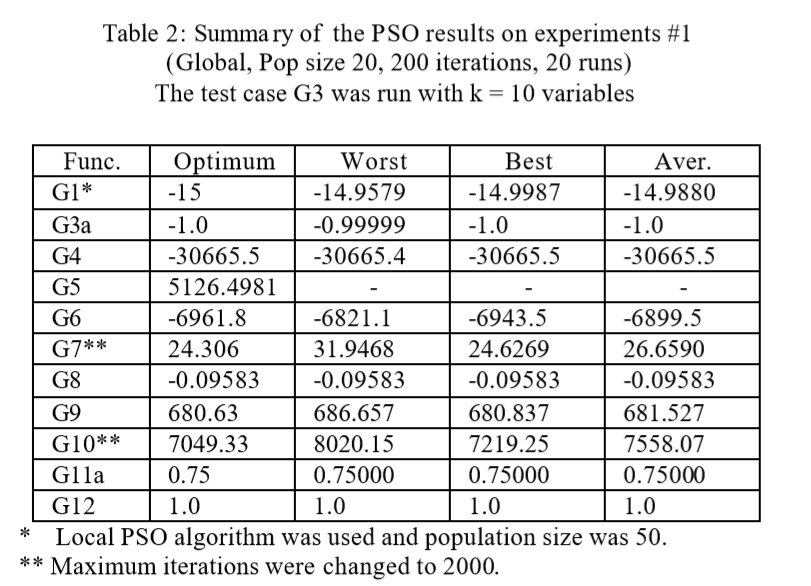 Table 2: Summary of the PSO results on experiments #1
(Global, Pop size 20, 200 iterations, 20 runs)
The test case G3 was run with k = 10 variables
Func. Optimum Worst Best Aver.
G1* -15 -14.9579 -14.9987 -14.9880
G3a -1.0 -0.99999 -1.0 -1.0
G4 -30665.5 -30665.4 -30665.5 -30665.5
G5 5126.4981 - - -
G6 -6961.8 -6821.1 -6943.5 -6899.5
G7** 24.306 31.9468 24.6269 26.6590
G8 -0.09583 -0.09583 -0.09583 -0.09583
G9 680.63 686.657 680.837 681.527
G10** 7049.33 8020.15 7219.25 7558.07
G11a 0.75 0.75000 0.75000 0.75000
G12 1.0 1.0 1.0 1.0
* Local PSO algorithm was used and population size was 50.
** Maximum iterations were changed to 2000.